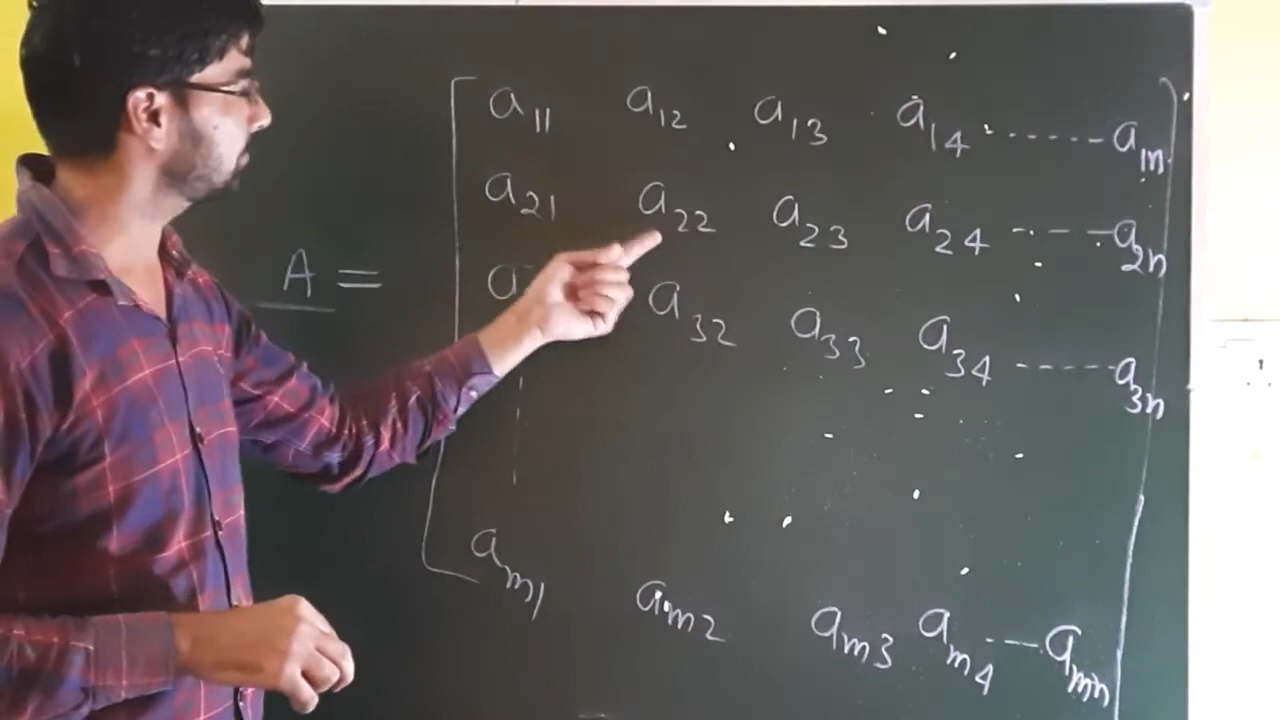 a11 a12 a13 a14 ------ a1n
a21 a22 a23 a24 ---- a2n
A = a a32 a33 a34 ------ a3n
am1 am2 am3 am4 --- amn